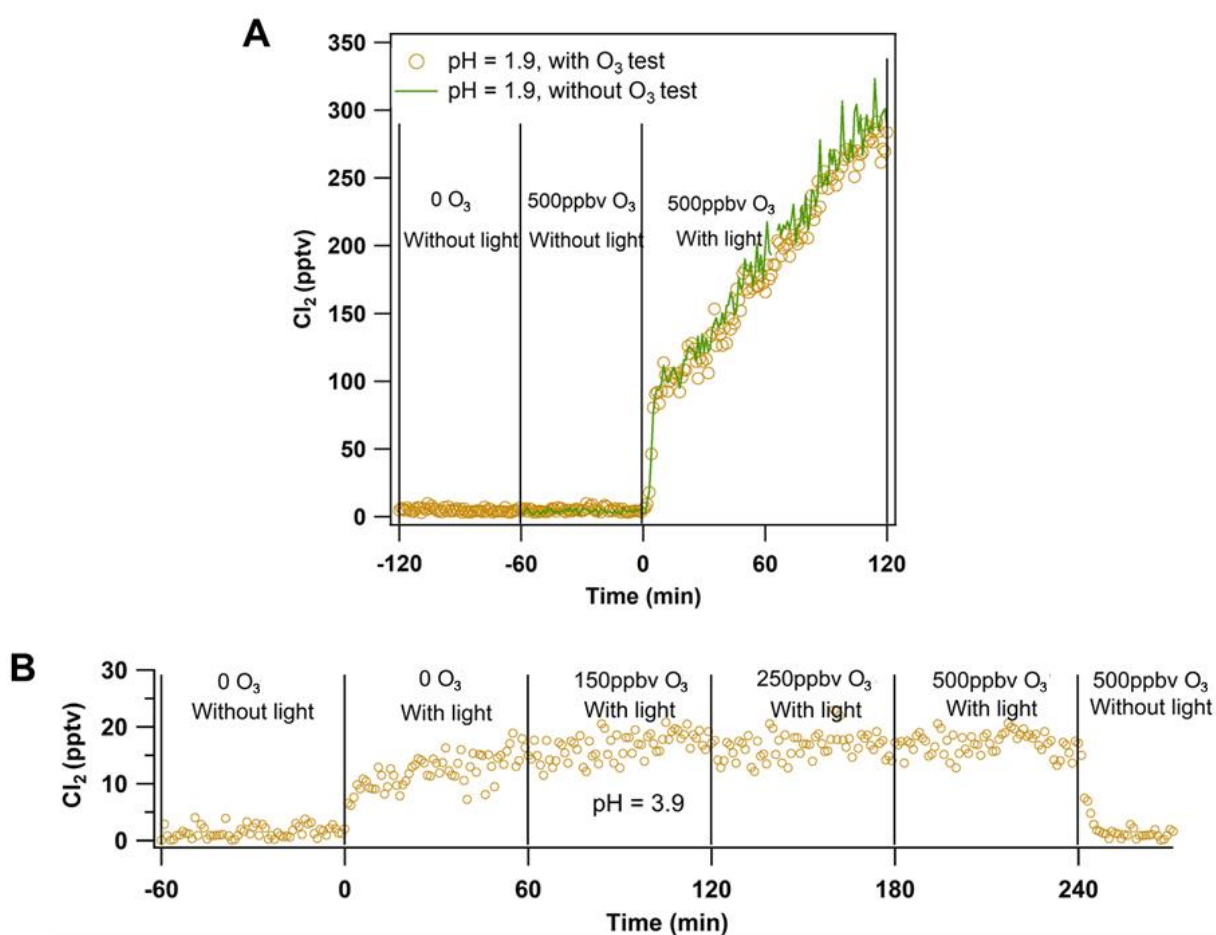 A
350
300
250
200
150
100
50
0
Cl₂ (pptv)
pH = 1.9, with O₃ test
pH = 1.9, without O₃ test
0 O₃
Without light
500ppbv O₃
Without light
500ppbv O₃
With light
-120 -60 0 60 120
Time (min)
B
30
20
10
0
Cl₂ (pptv)
0 O₃
Without light
0 O₃
With light
150ppbv O₃
With light
250ppbv O₃
With light
500ppbv O₃
With light
500ppbv O₃
Without light
pH = 3.9
-60 0 60 120 180 240
Time (min)